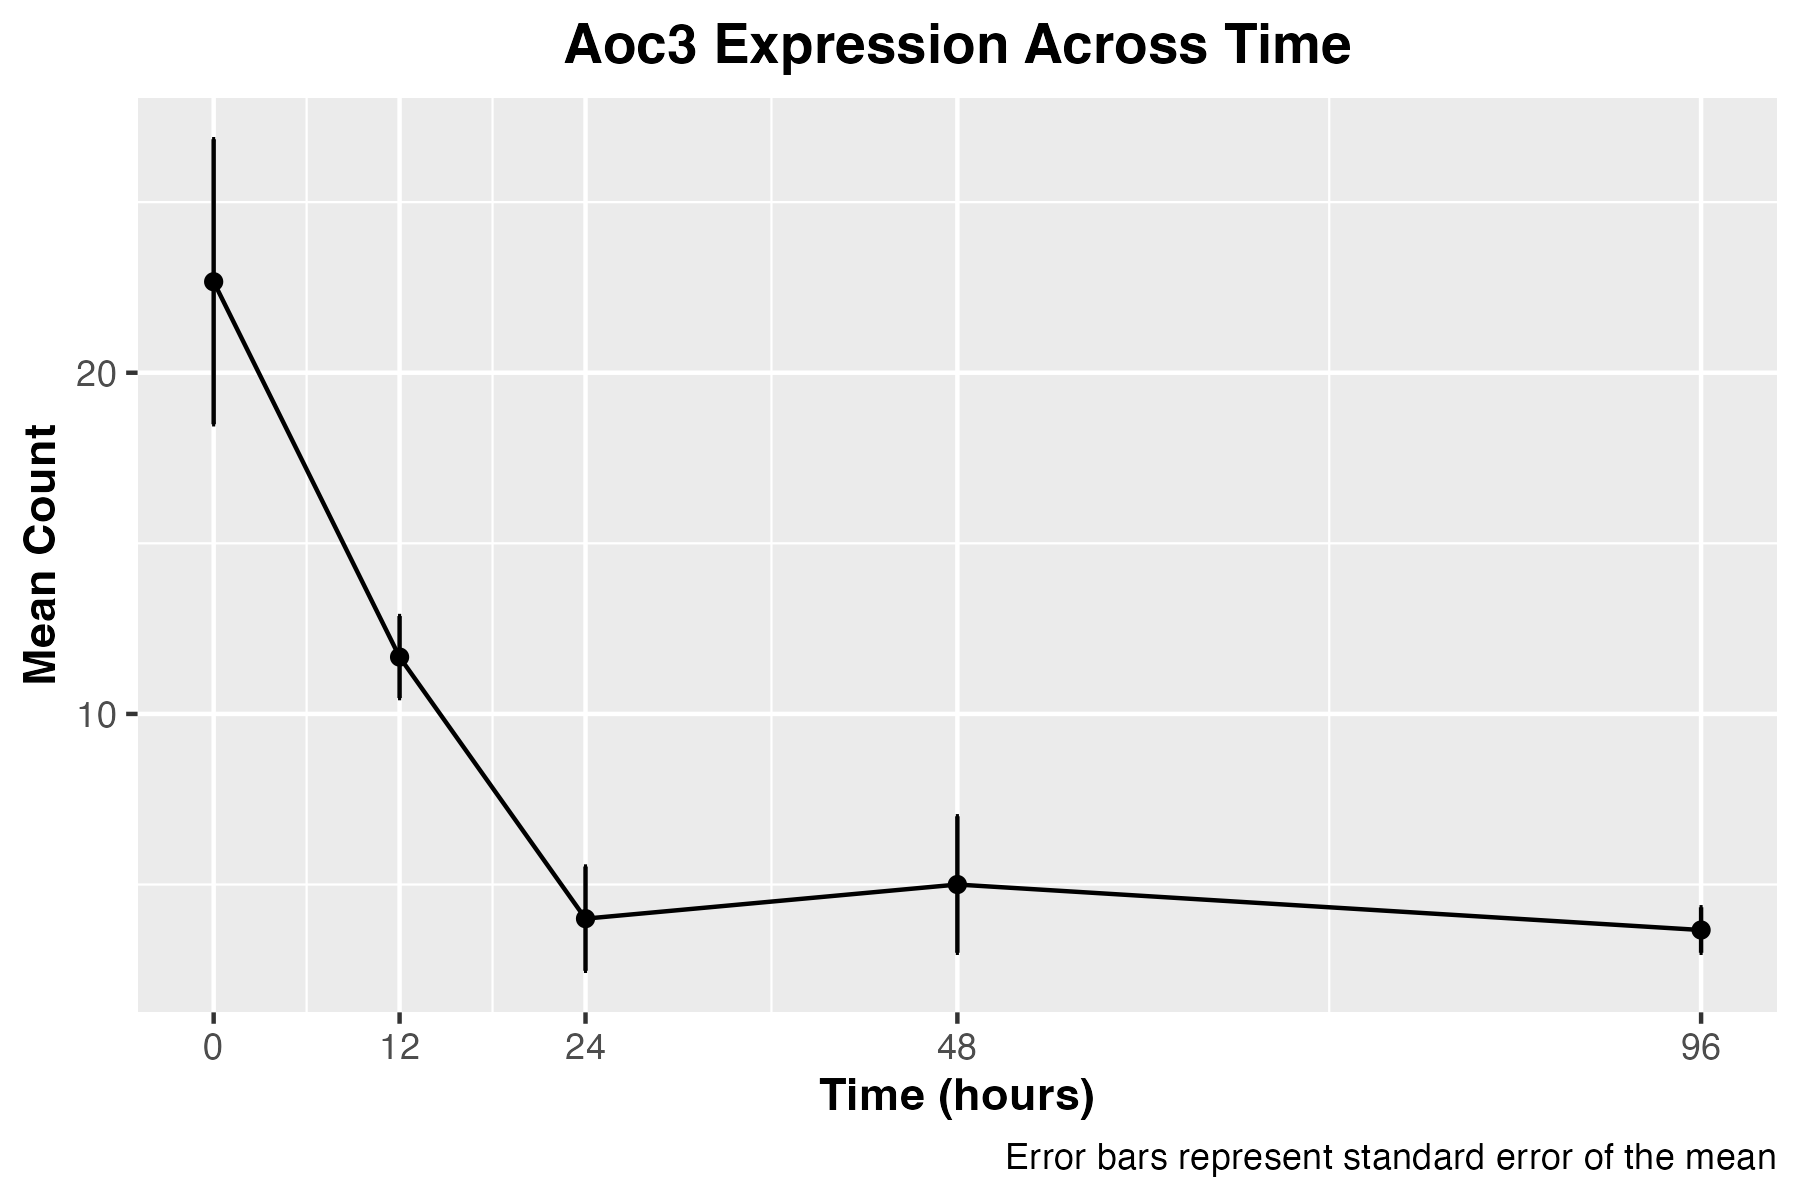 Aoc3 Expression Across Time
Mean Count
20
10
0 12 24 48 96
Time (hours)
Error bars represent standard error of the mean